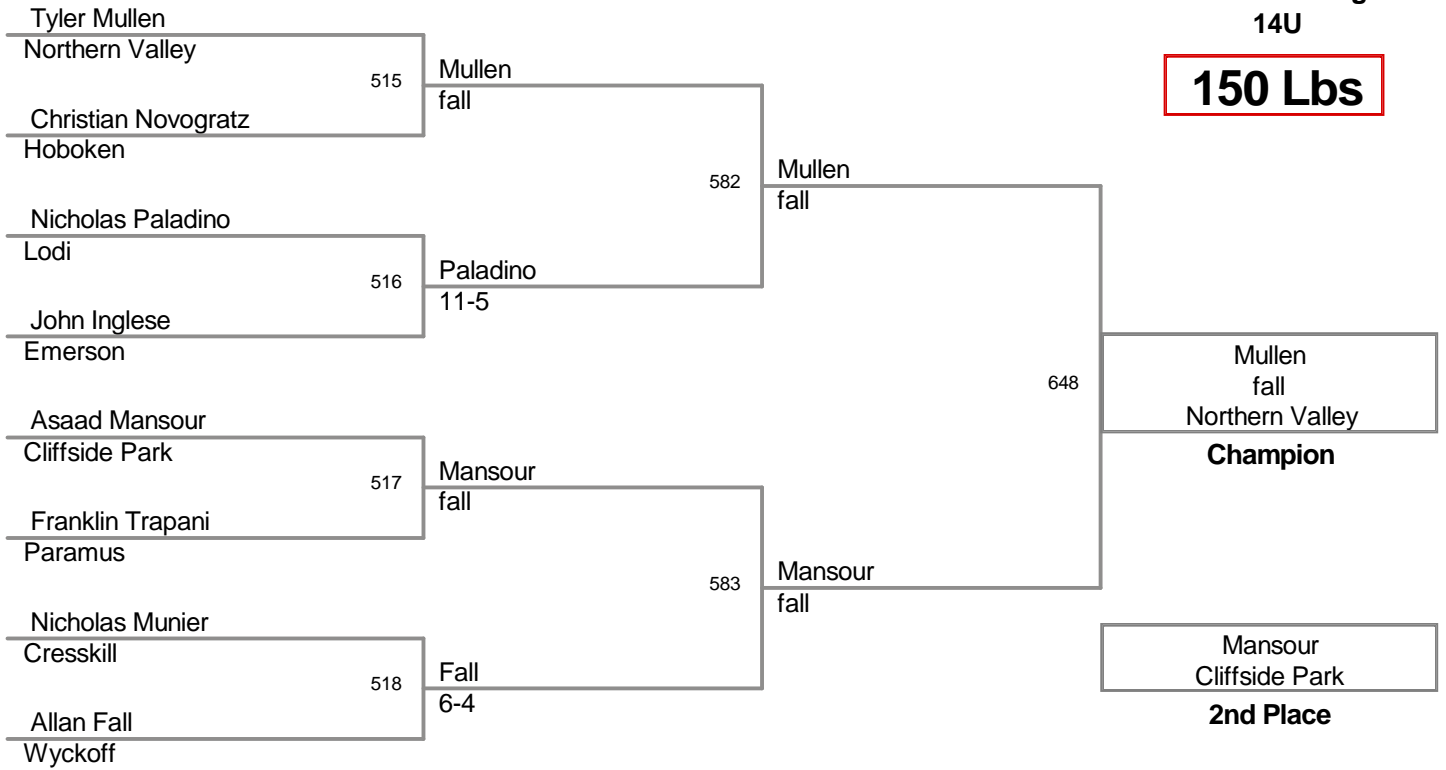 14U
150 Lbs
Tyler Mullen
Northern Valley
515
Christian Novogratz
Hoboken
Mullen
fall
Nicholas Paladino
Lodi
516
John Inglese
Emerson
Paladino
11-5
582
Mullen
fall
Asaad Mansour
Cliffside Park
517
Franklin Trapani
Paramus
Mansour
fall
Nicholas Munier
Cresskill
518
Allan Fall
Wyckoff
Fall
6-4
583
Mansour
fall
648
Mullen
fall
Northern Valley
Champion
Mansour
Cliffside Park
2nd Place